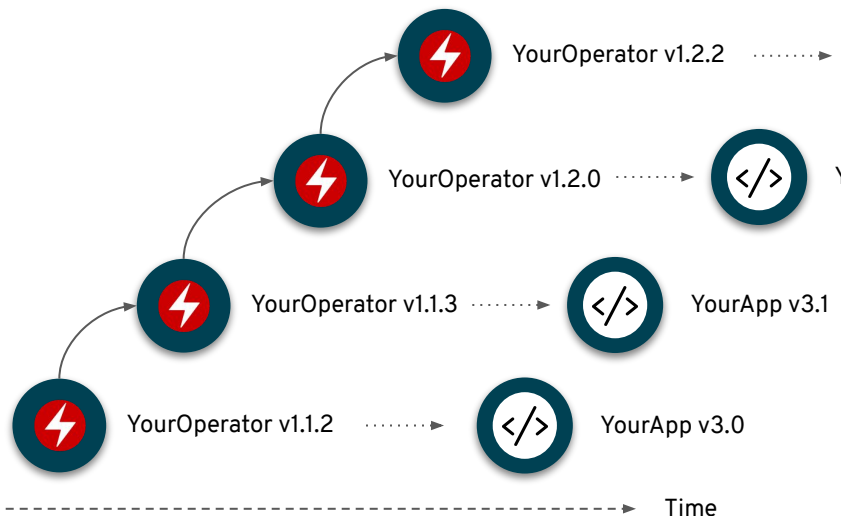 YourOperator v1.2.2
YourOperator v1.2.0
</>
YourOperator v1.1.3
</>
YourApp v3.1
YourOperator v1.1.2
</>
YourApp v3.0
Time